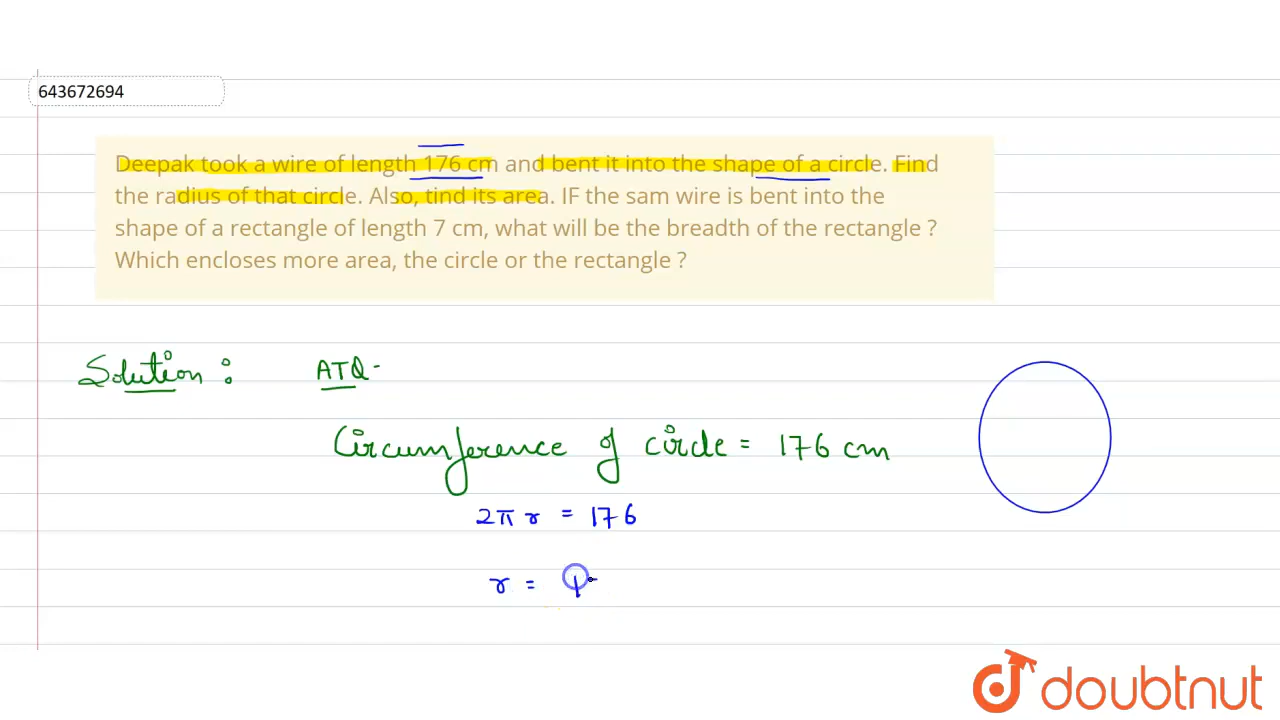 643672694
Deepak took a wire of length 176 cm and bent it into the shape of a circle. Find
the radius of that circle. Also, tind its area. IF the sam wire is bent into the
shape of a rectangle of length 7 cm, what will be the breadth of the rectangle ?
Which encloses more area, the circle or the rectangle ?
Solution : ATQ-
Circumference of circle = 176 cm
2π r = 176
r = 1
doubtnut